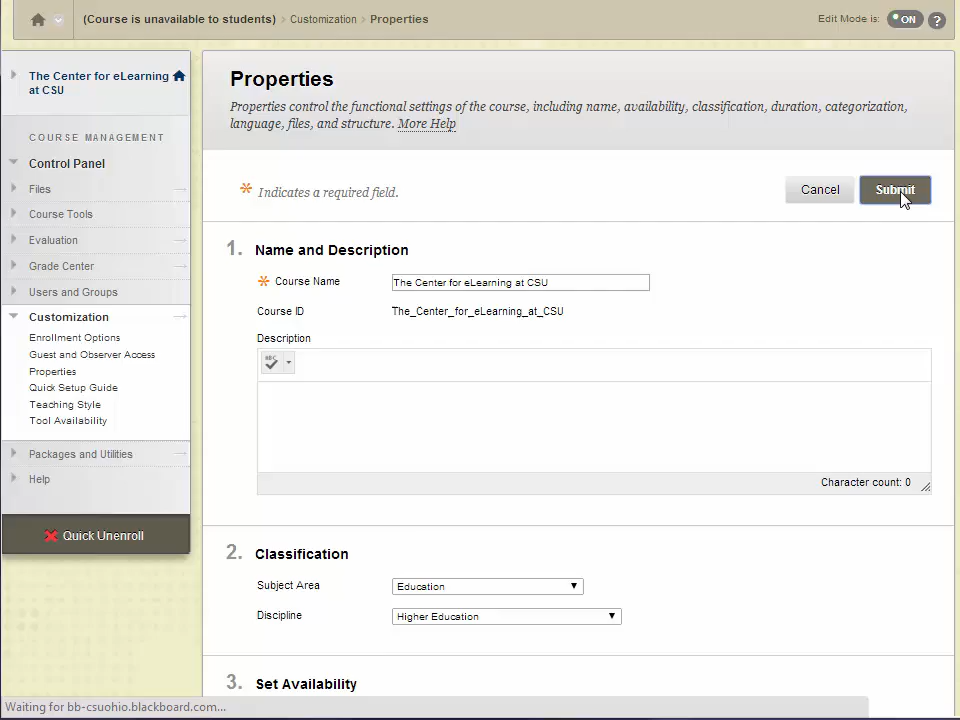 (Course is unavailable to students) > Customization > Properties
Edit Mode is: ON ?
The Center for eLearning
at CSU
COURSE MANAGEMENT
Control Panel
Files
Course Tools
Evaluation
Grade Center
Users and Groups
Customization
Enrollment Options
Guest and Observer Access
Properties
Quick Setup Guide
Teaching Style
Tool Availability
Packages and Utilities
Help
Quick Unenroll
Properties
Properties control the functional settings of the course, including name, availability, classification, duration, categorization,
language, files, and structure. More Help
* Indicates a required field.
Cancel Submit
1. Name and Description
* Course Name The Center for eLearning at CSU
Course ID The_Center_for_eLearning_at_CSU
Description
ABC
Character count: 0
2. Classification
Subject Area Education
Discipline Higher Education
3. Set Availability
Waiting for bb-csuohio.blackboard.com...